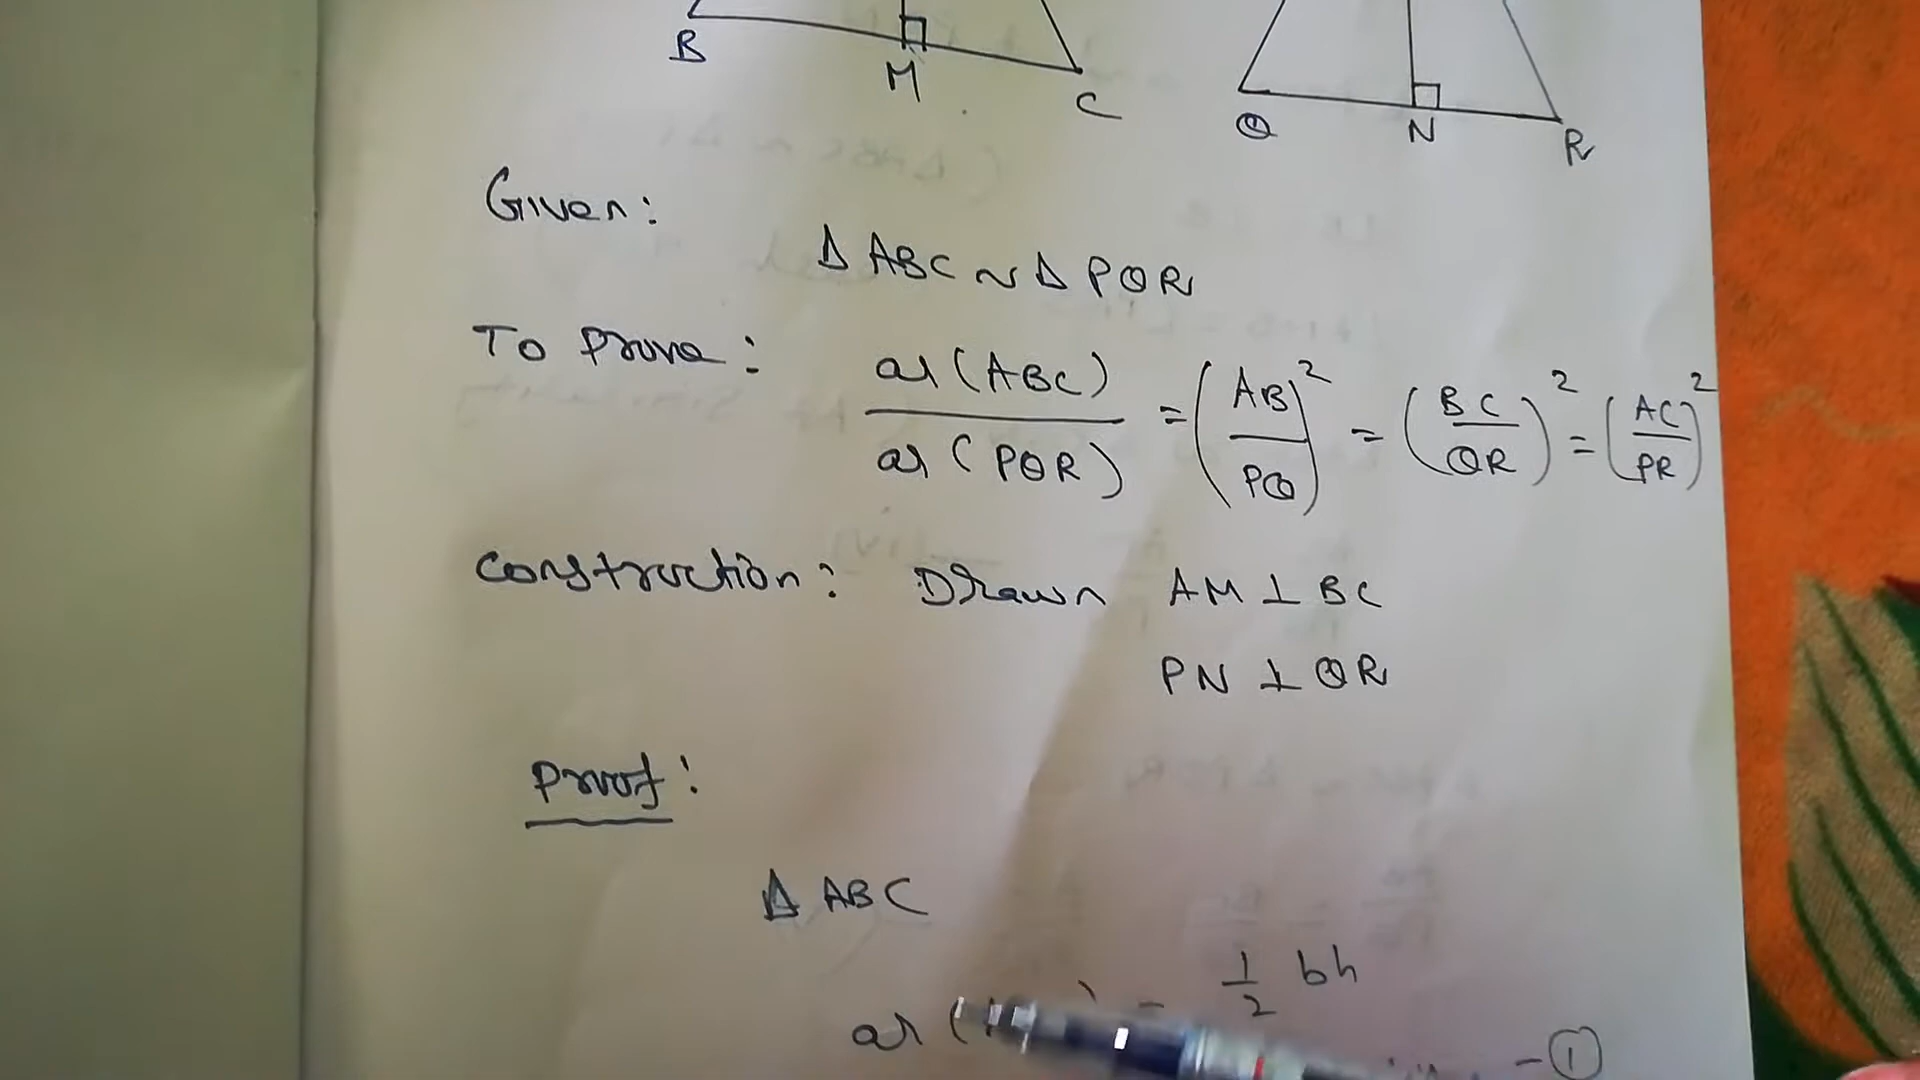 B M C Q N R
Given:
Δ ABC ~ Δ PQR
To Prove: ar(ABC) / ar(PQR) = (AB/PQ)² = (BC/QR)² = (AC/PR)²
Construction: Drawn AM ⊥ BC
PN ⊥ QR
Proof:
Δ ABC
ar ( ) = 1/2 bh
- ①